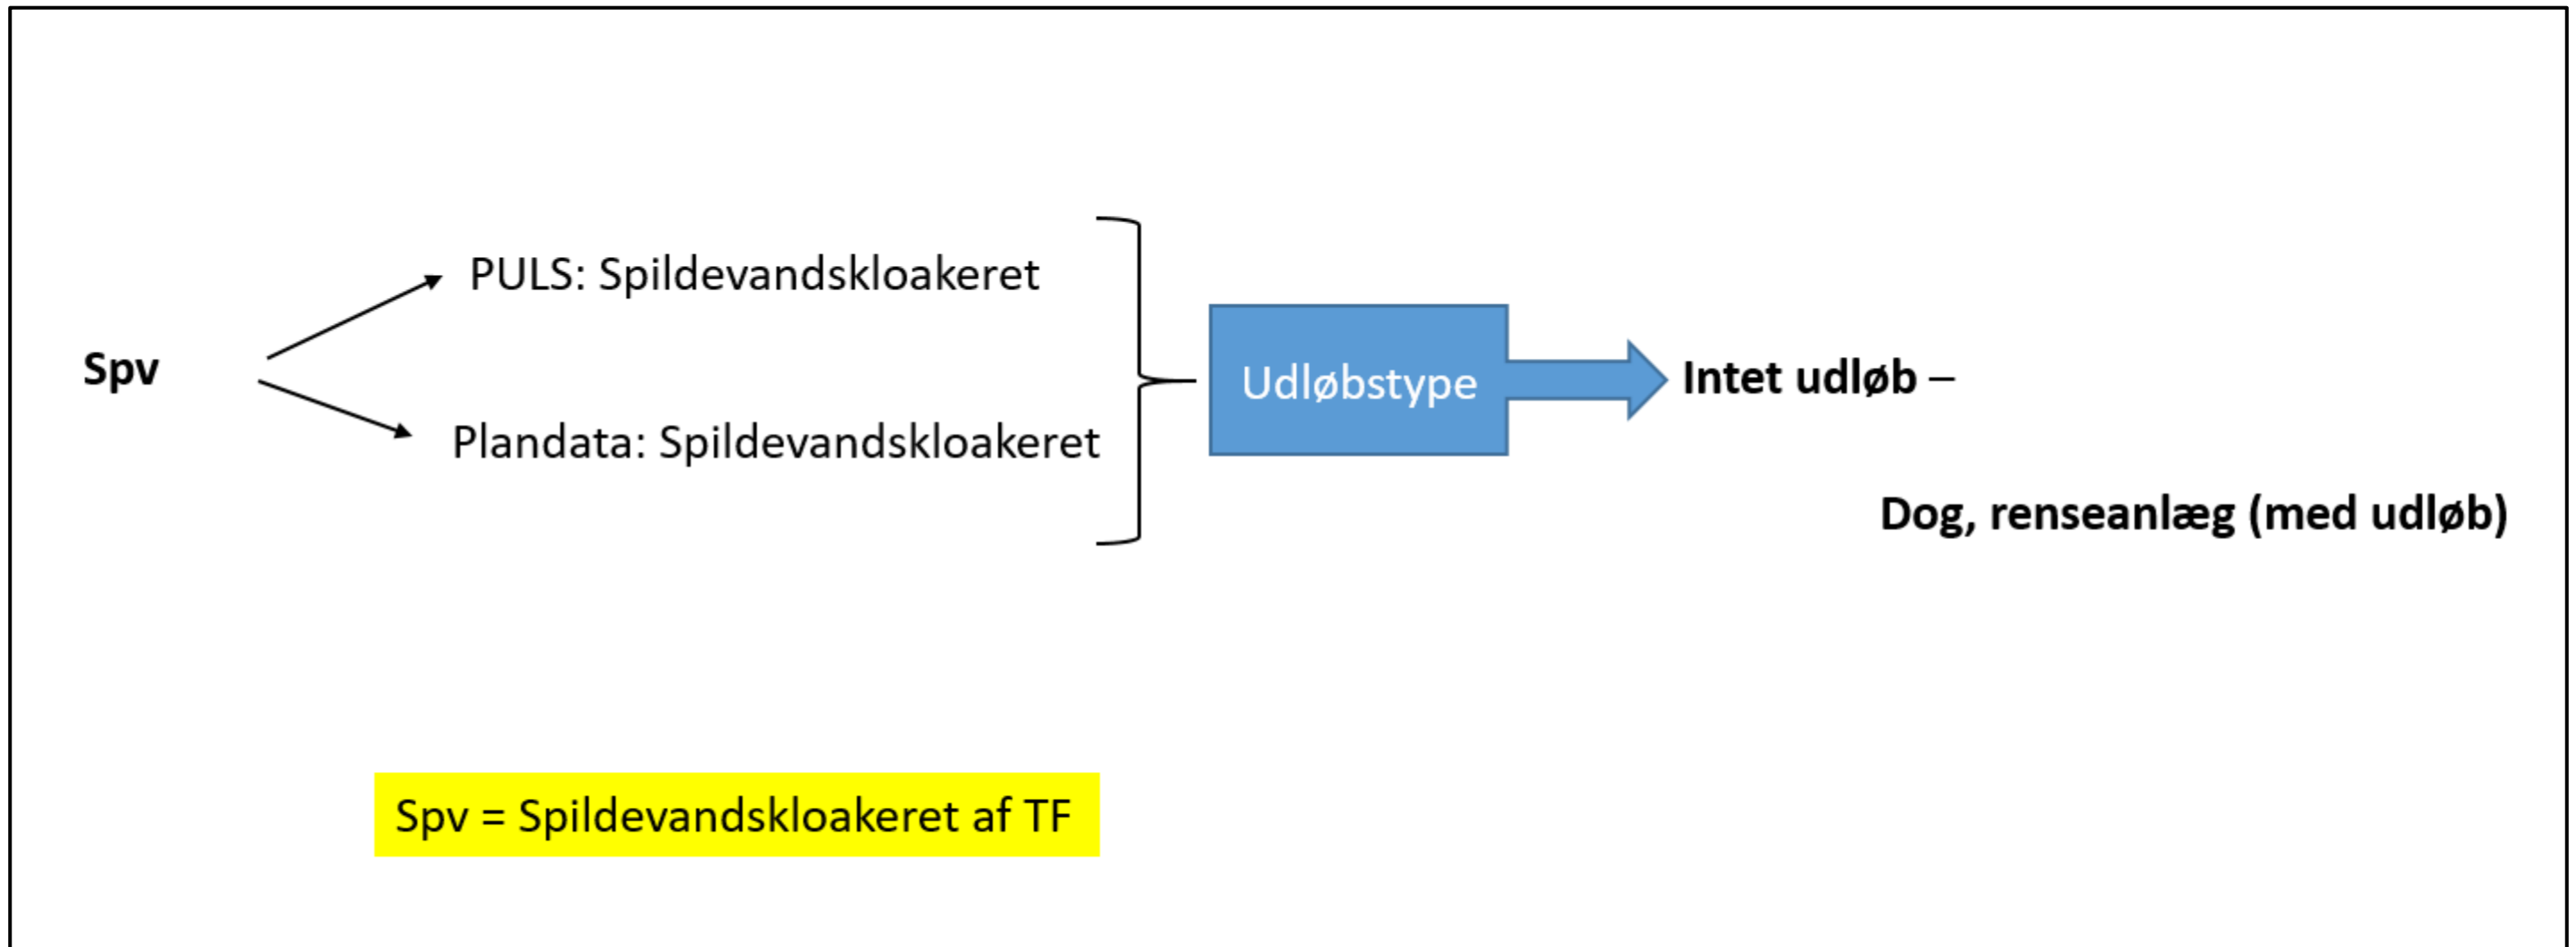 PULS: Spildevandskloakeret
Spv
Plandata: Spildevandskloakeret
Udløbstype
Intet udløb –
Dog, renseanlæg (med udløb)
Spv = Spildevandskloakeret af TF